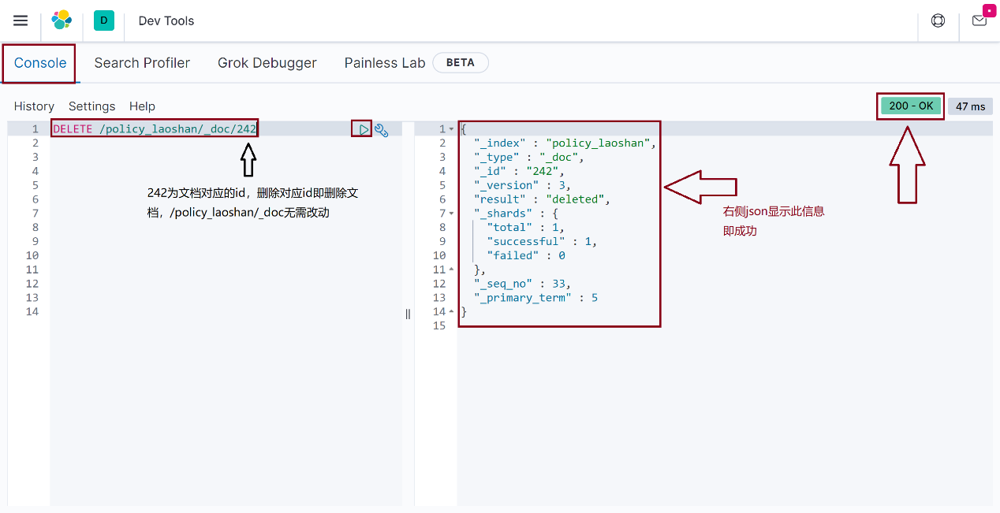 D Dev Tools
Console Search Profiler Grok Debugger Painless Lab BETA
History Settings Help
200 - OK 47 ms
1 DELETE /policy_laoshan/_doc/242
2
3
4
5
6
7
8
9
10
11
12
13
14
242为文档对应的id，删除对应id即删除文
档，/policy_laoshan/_doc无需改动
1 {
2 "_index" : "policy_laoshan",
3 "_type" : "_doc",
4 "_id" : "242",
5 "_version" : 3,
6 "result" : "deleted",
7 "_shards" : {
8 "total" : 1,
9 "successful" : 1,
10 "failed" : 0
11 },
12 "_seq_no" : 33,
13 "_primary_term" : 5
14 }
15
右侧json显示此信息
即成功